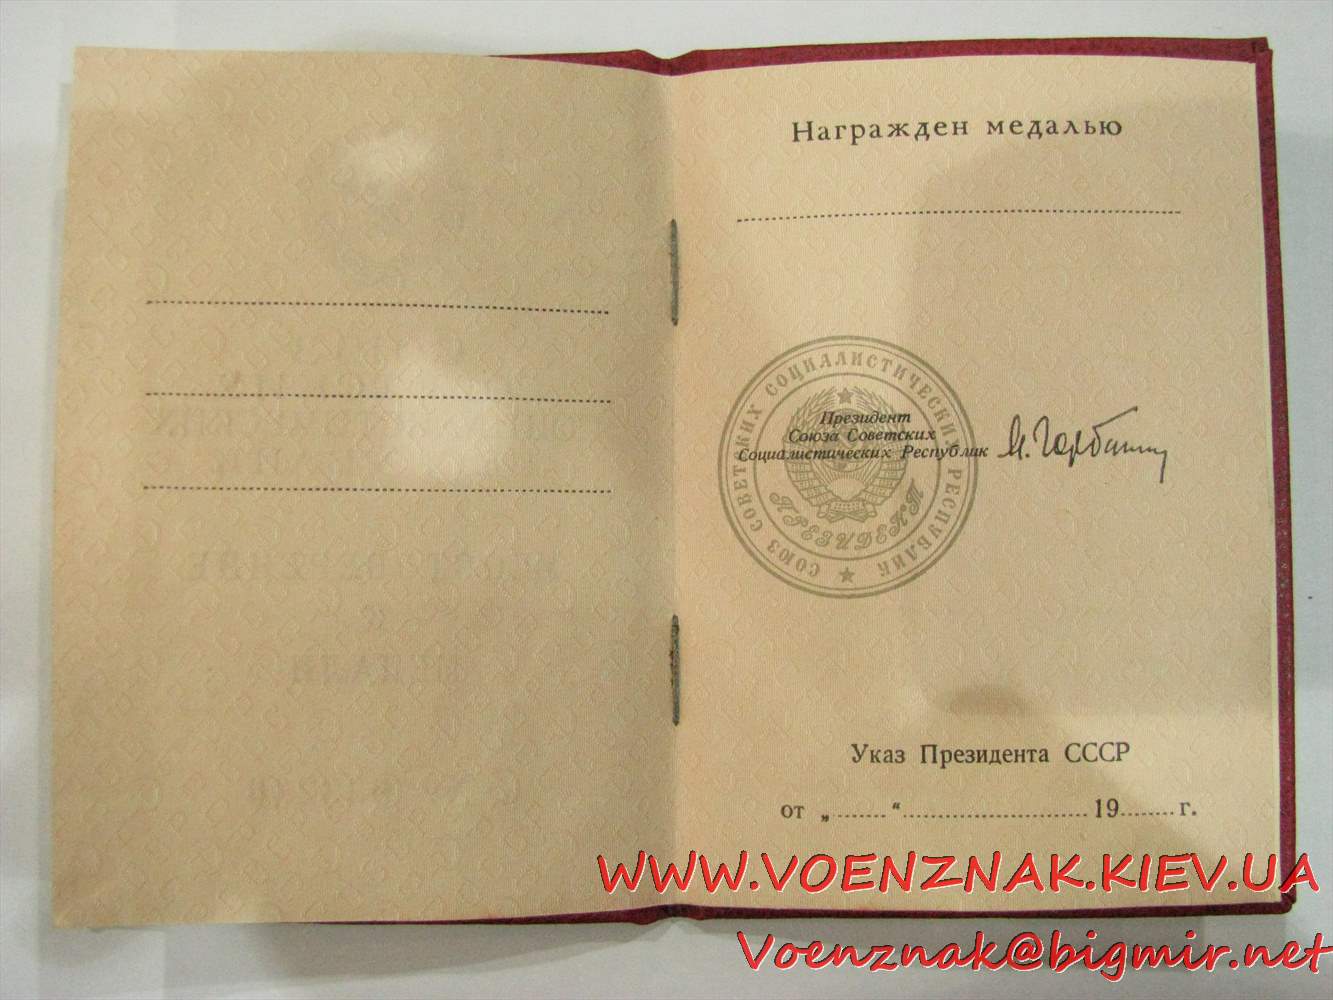 Награжден медалью
СОЮЗ СОВЕТСКИХ СОЦИАЛИСТИЧЕСКИХ РЕСПУБЛИК
Президент
Союза Советских
Социалистических Республик М. Горбачев
ПРЕЗИДЕНТ
Указ Президента СССР
от „........“................................ 19........г.
WWW.VOENZNAK.KIEV.UA
Voenznak@bigmir.net